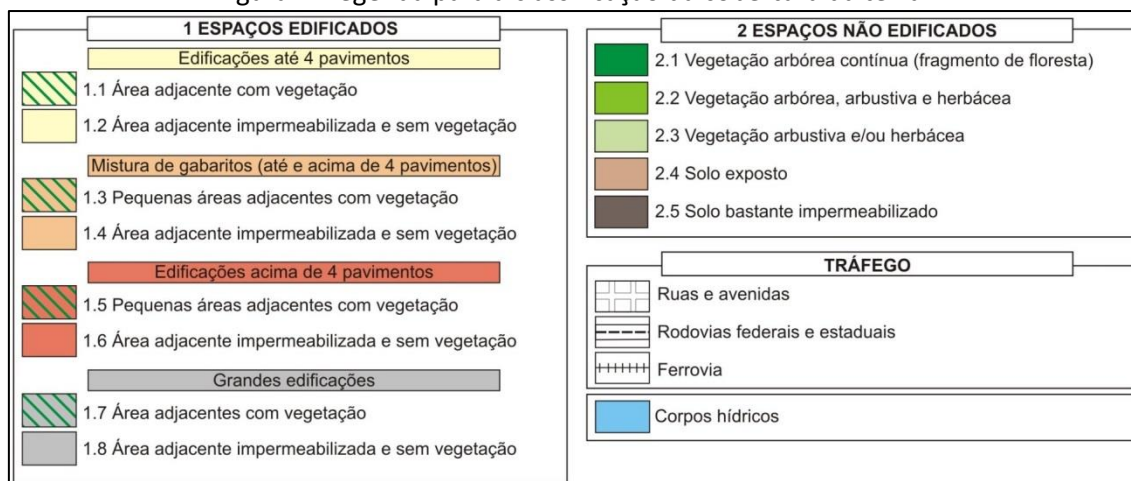 1 ESPAÇOS EDIFICADOS
Edificações até 4 pavimentos
1.1 Área adjacente com vegetação
1.2 Área adjacente impermeabilizada e sem vegetação
Mistura de gabaritos (até e acima de 4 pavimentos)
1.3 Pequenas áreas adjacentes com vegetação
1.4 Área adjacente impermeabilizada e sem vegetação
Edificações acima de 4 pavimentos
1.5 Pequenas áreas adjacentes com vegetação
1.6 Área adjacente impermeabilizada e sem vegetação
Grandes edificações
1.7 Área adjacentes com vegetação
1.8 Área adjacente impermeabilizada e sem vegetação
2 ESPAÇOS NÃO EDIFICADOS
2.1 Vegetação arbórea contínua (fragmento de floresta)
2.2 Vegetação arbórea, arbustiva e herbácea
2.3 Vegetação arbustiva e/ou herbácea
2.4 Solo exposto
2.5 Solo bastante impermeabilizado
TRÁFEGO
Ruas e avenidas
Rodovias federais e estaduais
Ferrovia
Corpos hídricos